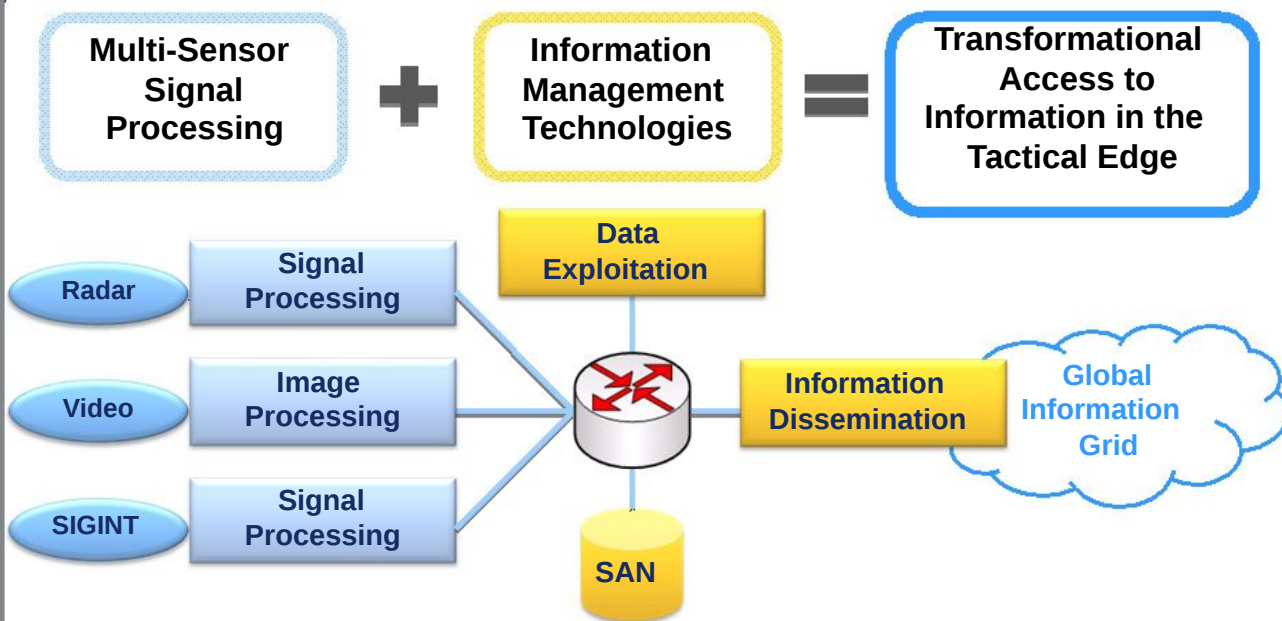 Multi-Sensor
Signal
Processing
Information
Management
Technologies
Transformational
Access to
Information in the
Tactical Edge
Data
Exploitation
Radar
Signal
Processing
Video
Image
Processing
Information
Dissemination
Global
Information
Grid
SIGINT
Signal
Processing
SAN